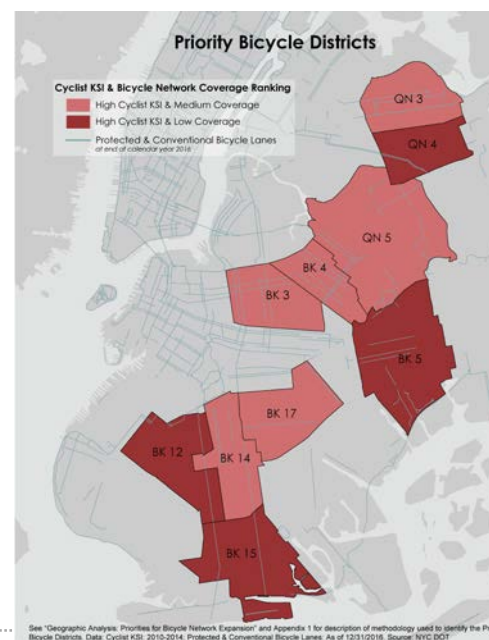 Priority Bicycle Districts
Cyclist KSI & Bicycle Network Coverage Ranking
High Cyclist KSI & Medium Coverage
High Cyclist KSI & Low Coverage
Protected & Conventional Bicycle Lanes
at end of calendar year 2016
QN 3
QN 4
QN 5
BK 4
BK 3
BK 5
BK 17
BK 12
BK 14
BK 15
See "Geographic Analysis: Priorities for Bicycle Network Expansion" and Appendix 1 for description of methodology used to identify the
Bicycle Districts. Data: Cyclist KSI: 2010-2014; Protected & Conventional Bicycle Lanes: As of 12/31/2016. Source: NYC DOT